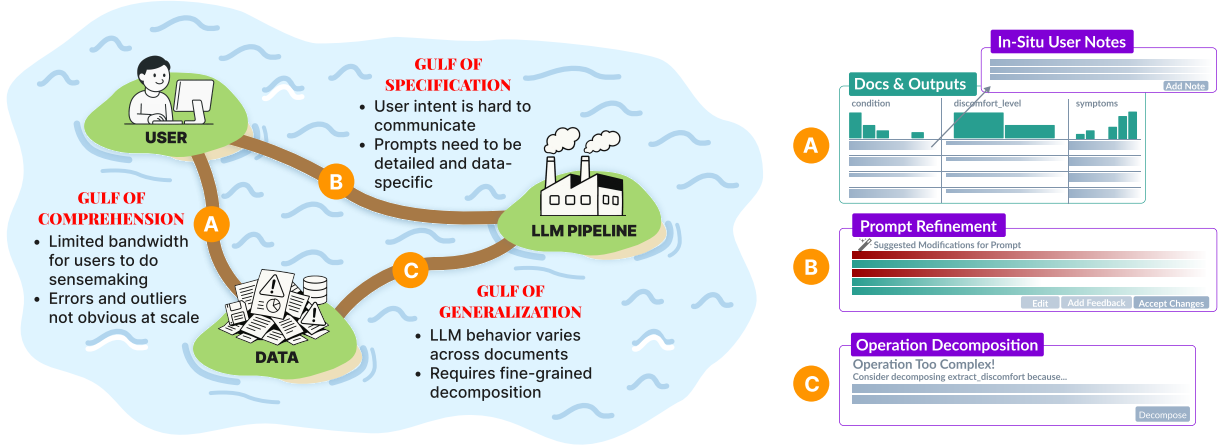 USER
GULF OF
SPECIFICATION
• User intent is hard to
communicate
• Prompts need to be
detailed and data-
specific
B
LLM PIPELINE
GULF OF
COMPREHENSION
• Limited bandwidth
for users to do
sensemaking
• Errors and outliers
not obvious at scale
A
C
DATA
GULF OF
GENERALIZATION
• LLM behavior varies
across documents
• Requires fine-grained
decomposition
In-Situ User Notes
Add Note
A
Docs & Outputs
condition
discomfort_level
symptoms
B
Prompt Refinement
Suggested Modifications for Prompt
Edit
Add Feedback
Accept Changes
C
Operation Decomposition
Operation Too Complex!
Consider decomposing extract_discomfort because...
Decompose